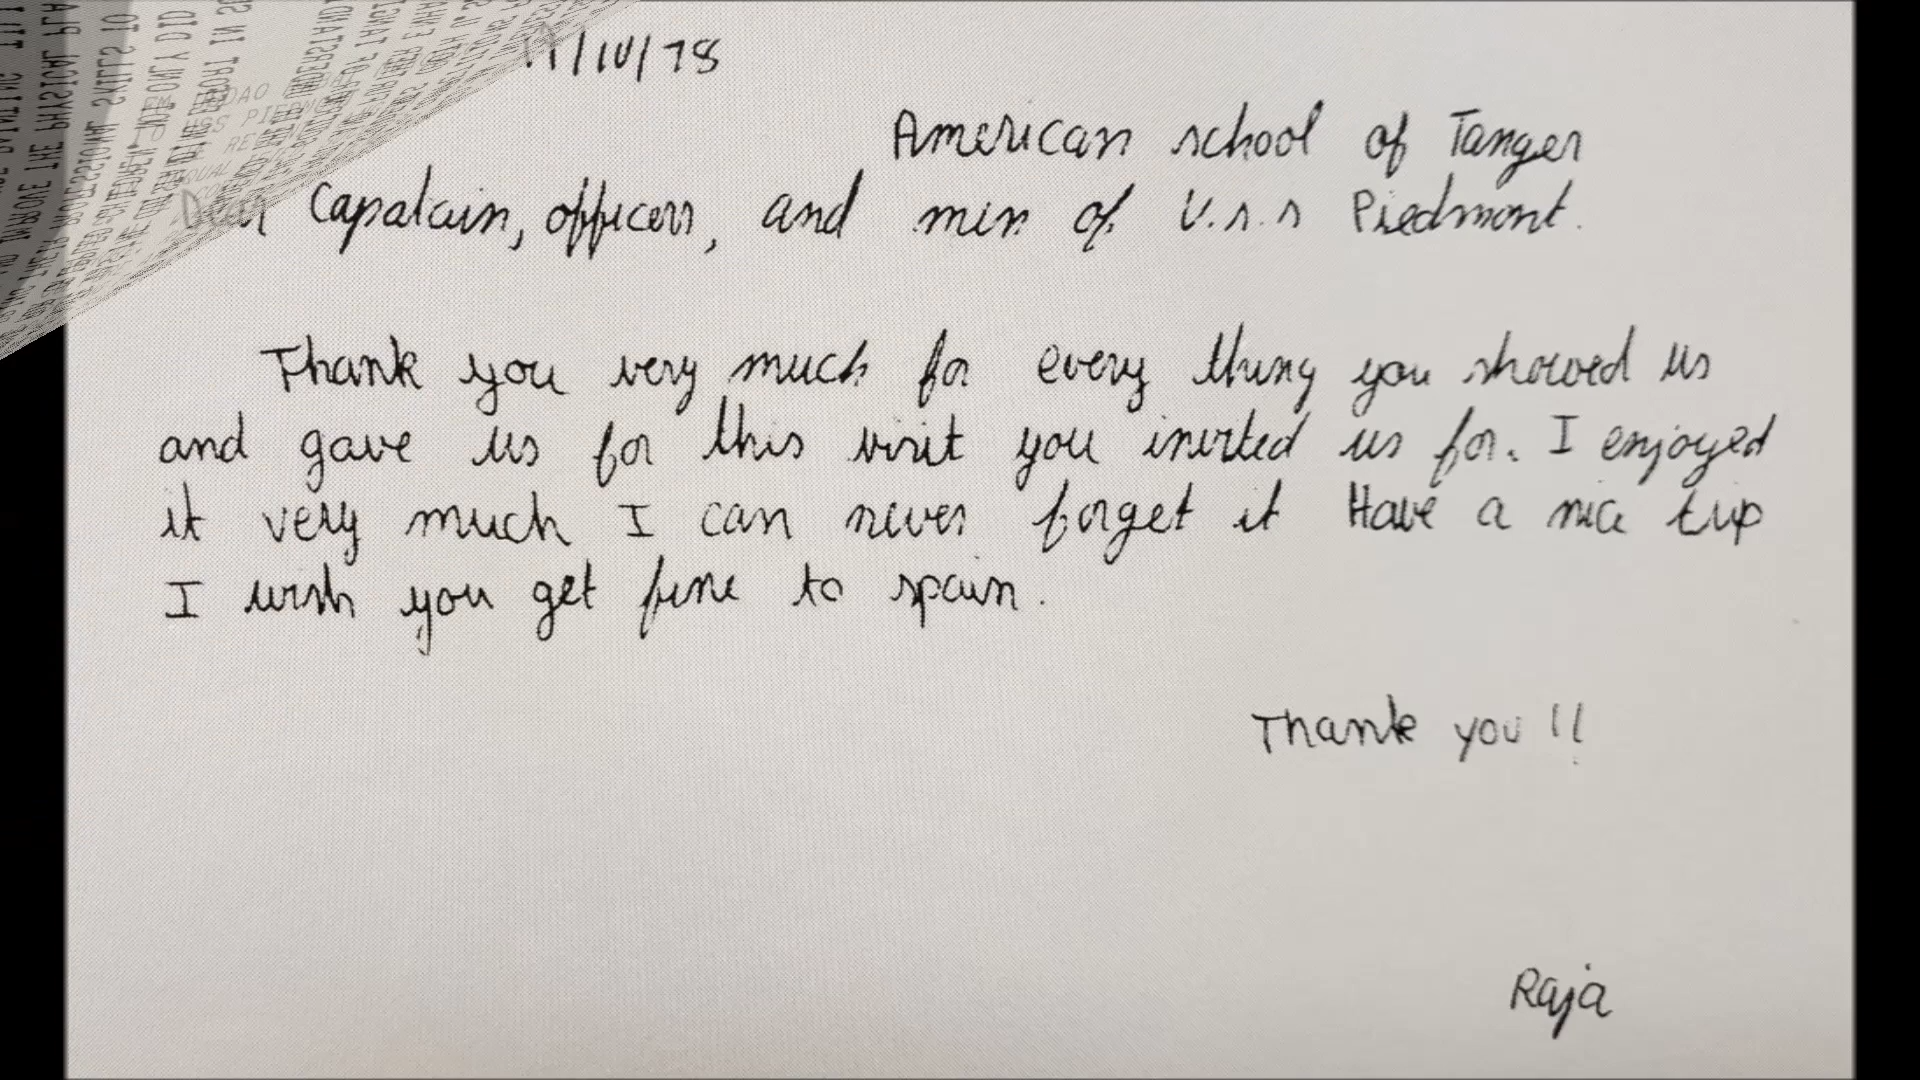 /10/78
American school of Tanger
Dear Capalain, officers, and min of U.s.s Piedmont.
Thank you very much for every thing you showed us
and gave us for this visit you invited us for. I enjoyed
it very much I can never forget it Have a nice trip
I wish you get fine to spain.
Thank you !!
Raja